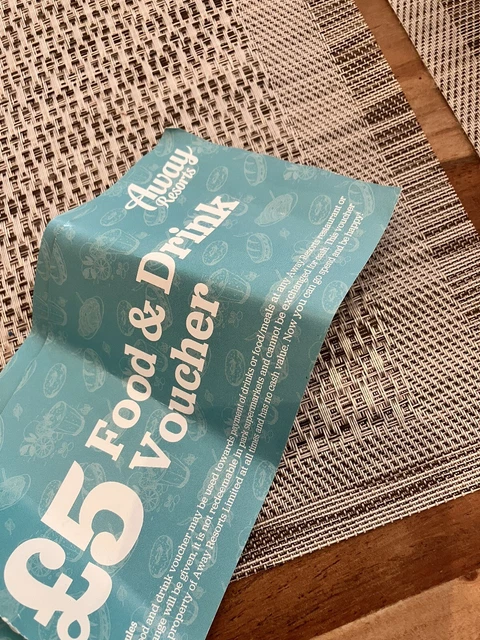 Away
Resorts
£5
Food & Drink
Voucher
ules
ood and drink voucher may be used towards payment of drinks or food/meals at any Away Resorts restaurant or
ange will be given. It is not redeemable in park supermarkets and cannot be exchanged for cash. This voucher
property of Away Resorts Limited at all times and has no cash value. Now you can go spend and be happy!